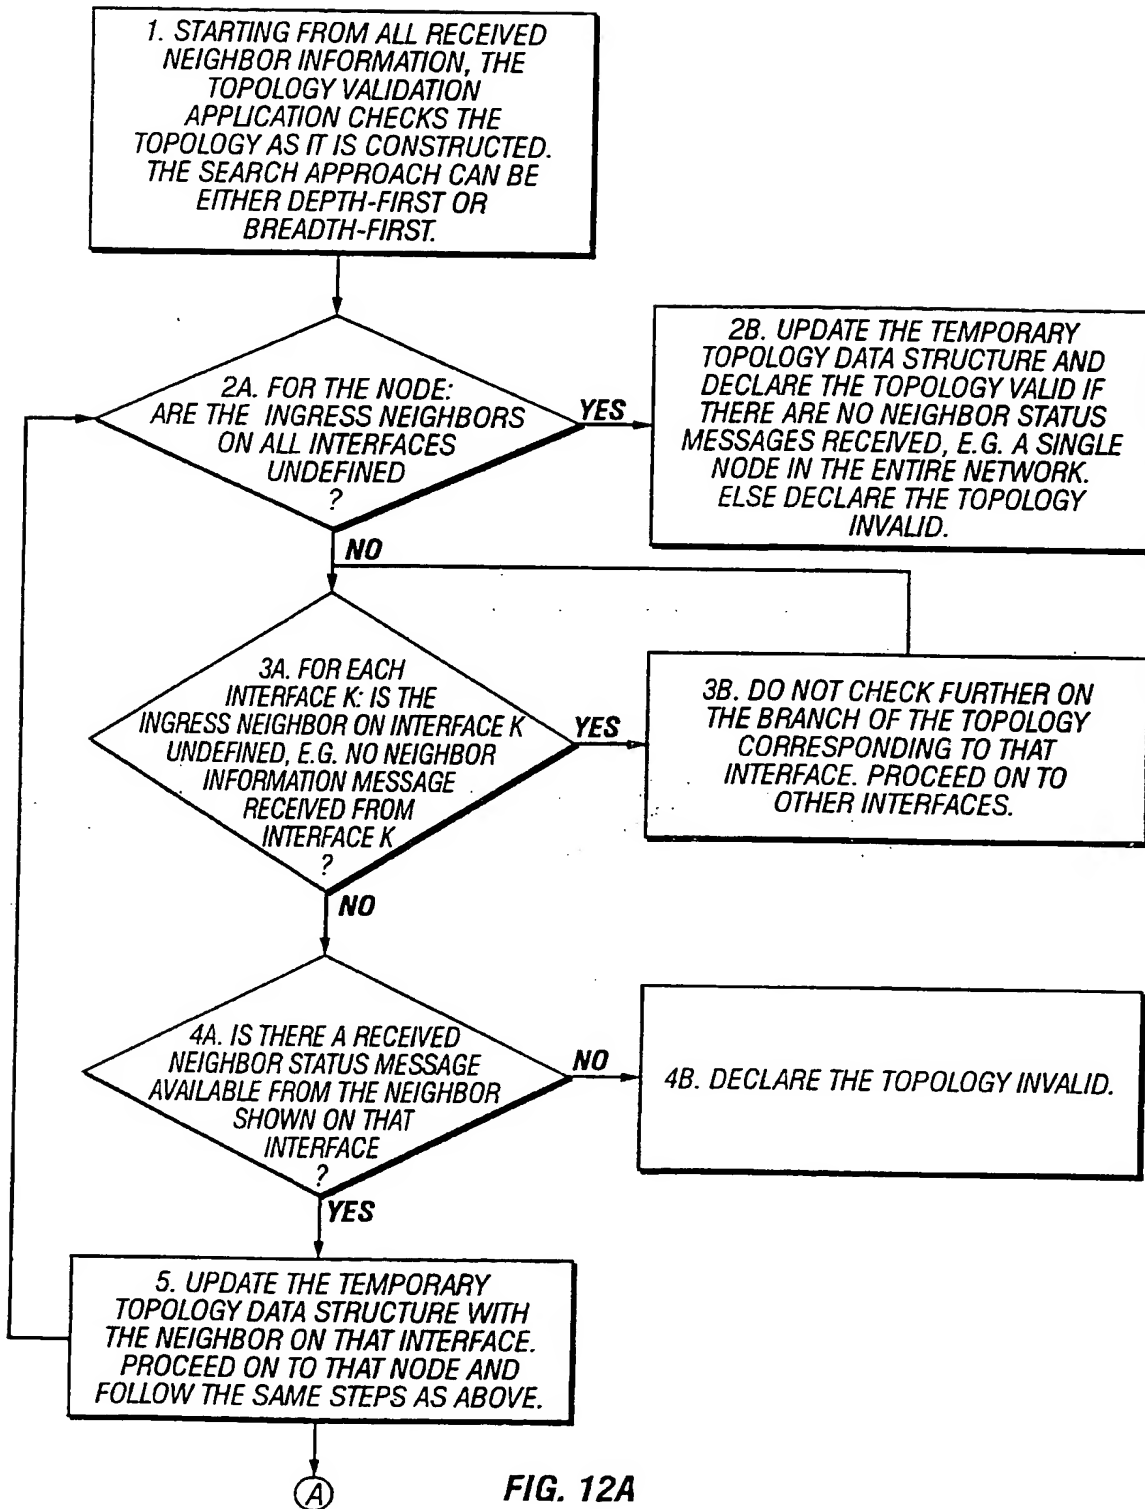 1. STARTING FROM ALL RECEIVED
NEIGHBOR INFORMATION, THE
TOPOLOGY VALIDATION
APPLICATION CHECKS THE
TOPOLOGY AS IT IS CONSTRUCTED.
THE SEARCH APPROACH CAN BE
EITHER DEPTH-FIRST OR
BREADTH-FIRST.
2A. FOR THE NODE:
ARE THE INGRESS NEIGHBORS
ON ALL INTERFACES
UNDEFINED
?
YES
2B. UPDATE THE TEMPORARY
TOPOLOGY DATA STRUCTURE AND
DECLARE THE TOPOLOGY VALID IF
THERE ARE NO NEIGHBOR STATUS
MESSAGES RECEIVED, E.G. A SINGLE
NODE IN THE ENTIRE NETWORK.
ELSE DECLARE THE TOPOLOGY
INVALID.
NO
3A. FOR EACH
INTERFACE K: IS THE
INGRESS NEIGHBOR ON INTERFACE K
UNDEFINED, E.G. NO NEIGHBOR
INFORMATION MESSAGE
RECEIVED FROM
INTERFACE K
?
YES
3B. DO NOT CHECK FURTHER ON
THE BRANCH OF THE TOPOLOGY
CORRESPONDING TO THAT
INTERFACE. PROCEED ON TO
OTHER INTERFACES.
NO
4A. IS THERE A RECEIVED
NEIGHBOR STATUS MESSAGE
AVAILABLE FROM THE NEIGHBOR
SHOWN ON THAT
INTERFACE
?
NO
4B. DECLARE THE TOPOLOGY INVALID.
YES
5. UPDATE THE TEMPORARY
TOPOLOGY DATA STRUCTURE WITH
THE NEIGHBOR ON THAT INTERFACE.
PROCEED ON TO THAT NODE AND
FOLLOW THE SAME STEPS AS ABOVE.
A
FIG. 12A